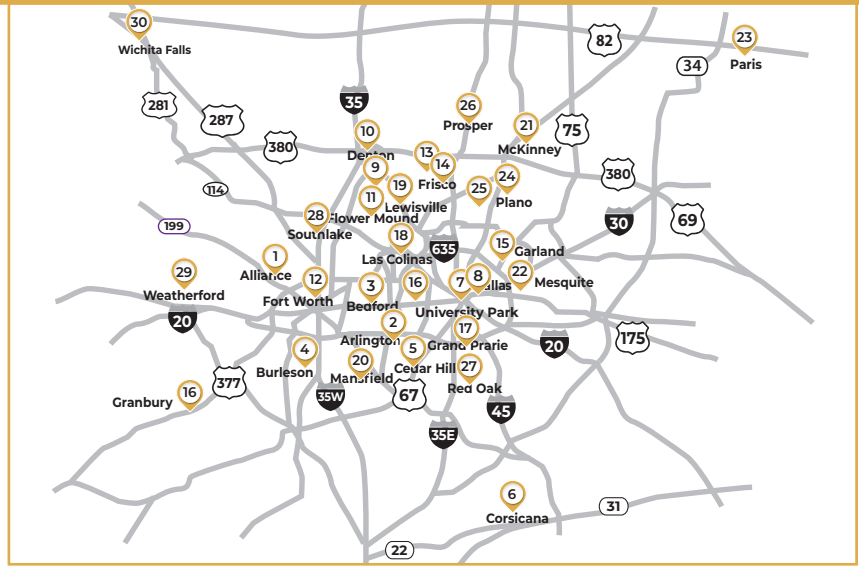 30
Wichita Falls
82
23
Paris
34
281
287
35
26
Prosper
21
McKinney
75
10
Denton
380
13
14
Frisco
380
9
19
Lewisville
24
25
Plano
114
11
Flower Mound
28
Southlake
199
18
Las Colinas
635
15
Garland
30
69
1
Alliance
29
Weatherford
12
Fort Worth
3
Bedford
16
7
8
allas
22
Mesquite
University Park
20
2
Arlington
17
Grand Prarie
20
175
4
Burleson
20
Mansfield
5
Cedar Hill
27
Red Oak
377
16
Granbury
35W
67
45
35E
6
Corsicana
31
22